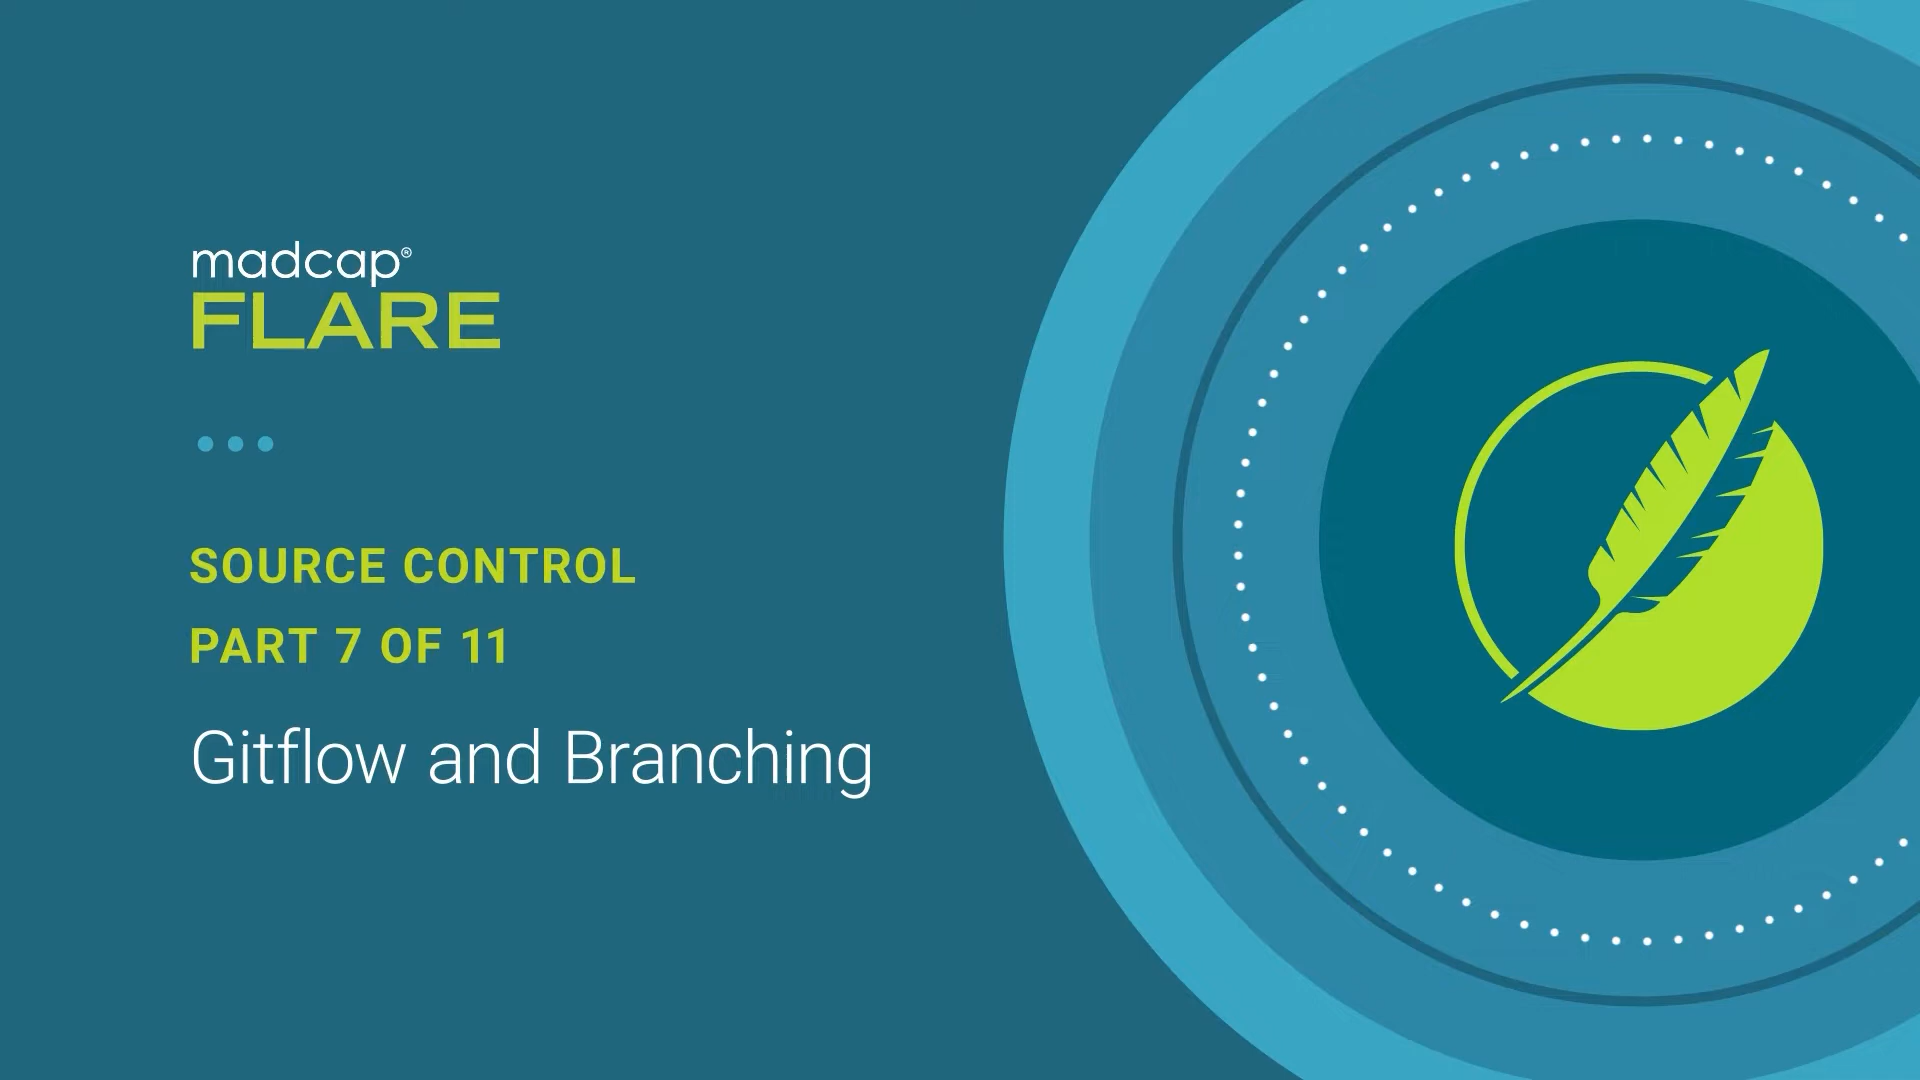 madcap®
FLARE
SOURCE CONTROL
PART 7 OF 11
Gitflow and Branching